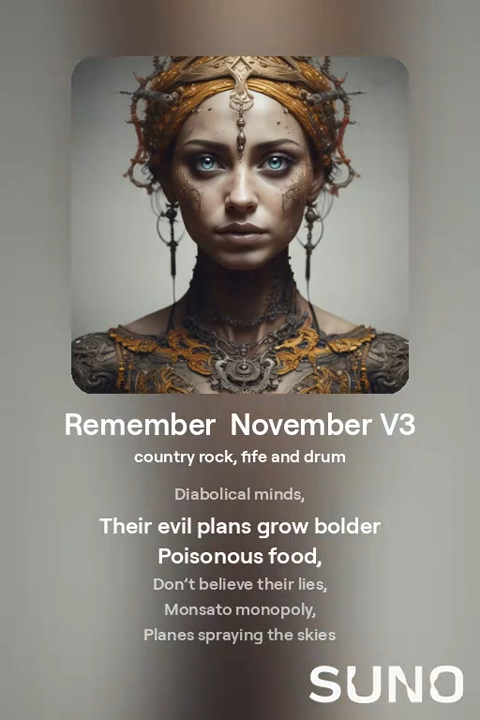 Remember  November V3
country rock, fife and drum
Diabolical minds,
Their evil plans grow bolder
Poisonous food,
Don't believe their lies,
Monsato monopoly,
Planes spraying the skies
SUNO